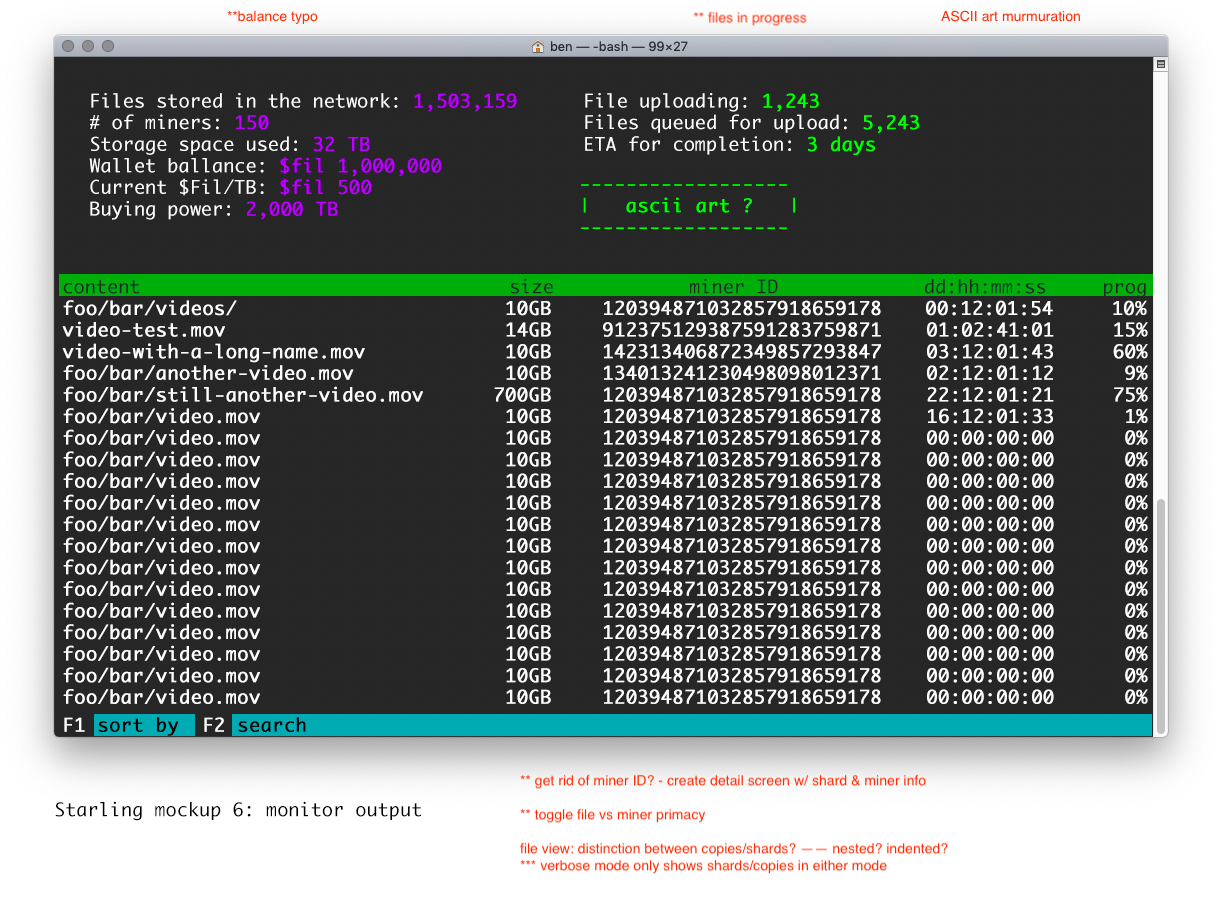 **balance typo
** files in progress
ASCII art murmuration
ben — -bash — 99×27
Files stored in the network: 1,503,159
# of miners: 150
Storage space used: 32 TB
Wallet ballance: $fil 1,000,000
Current $Fil/TB: $fil 500
Buying power: 2,000 TB
File uploading: 1,243
Files queued for upload: 5,243
ETA for completion: 3 days
------------------
| ascii art ? |
------------------
content size miner ID dd:hh:mm:ss prog
foo/bar/videos/ 10GB 120394871032857918659178 00:12:01:54 10%
video-test.mov 14GB 912375129387591283759871 01:02:41:01 15%
video-with-a-long-name.mov 10GB 142313406872349857293847 03:12:01:43 60%
foo/bar/another-video.mov 10GB 134013241230498098012371 02:12:01:12 9%
foo/bar/still-another-video.mov 700GB 120394871032857918659178 22:12:01:21 75%
foo/bar/video.mov 10GB 120394871032857918659178 16:12:01:33 1%
foo/bar/video.mov 10GB 120394871032857918659178 00:00:00:00 0%
foo/bar/video.mov 10GB 120394871032857918659178 00:00:00:00 0%
foo/bar/video.mov 10GB 120394871032857918659178 00:00:00:00 0%
foo/bar/video.mov 10GB 120394871032857918659178 00:00:00:00 0%
foo/bar/video.mov 10GB 120394871032857918659178 00:00:00:00 0%
foo/bar/video.mov 10GB 120394871032857918659178 00:00:00:00 0%
foo/bar/video.mov 10GB 120394871032857918659178 00:00:00:00 0%
foo/bar/video.mov 10GB 120394871032857918659178 00:00:00:00 0%
foo/bar/video.mov 10GB 120394871032857918659178 00:00:00:00 0%
foo/bar/video.mov 10GB 120394871032857918659178 00:00:00:00 0%
foo/bar/video.mov 10GB 120394871032857918659178 00:00:00:00 0%
foo/bar/video.mov 10GB 120394871032857918659178 00:00:00:00 0%
foo/bar/video.mov 10GB 120394871032857918659178 00:00:00:00 0%
F1 sort by F2 search
** get rid of miner ID? - create detail screen w/ shard & miner info
Starling mockup 6: monitor output
** toggle file vs miner primacy
file view: distinction between copies/shards? —— nested? indented?
*** verbose mode only shows shards/copies in either mode